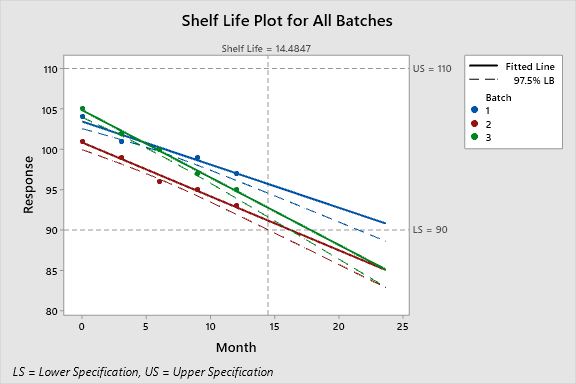 Shelf Life Plot for All Batches
Shelf Life = 14.4847
110
105
100
95
90
85
80
Response
US = 110
LS = 90
0
5
10
15
20
25
Month
Fitted Line
97.5% LB
Batch
1
2
3
LS = Lower Specification, US = Upper Specification